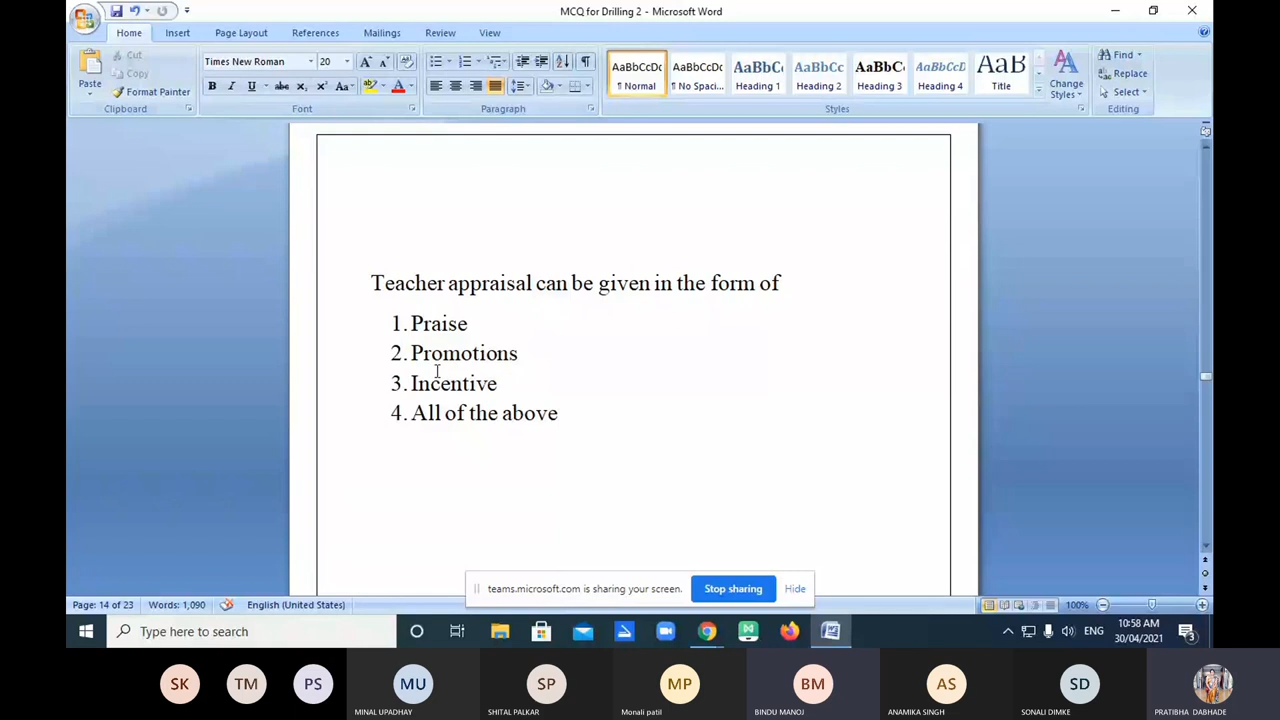 MCQ for Drilling 2 - Microsoft Word
Home Insert Page Layout References Mailings Review View
Paste
Cut
Copy
Format Painter
Clipboard
Times New Roman 20
Font
Paragraph
AaBbCcDc AaBbCcDc AaBbC AaBbCc AaBbCc AaBbCcD AaB
¶ Normal ¶ No Spaci... Heading 1 Heading 2 Heading 3 Heading 4 Title
Change Styles
Styles
Find
Replace
Select
Editing
Teacher appraisal can be given in the form of
1. Praise
2. Promotions
3. Incentive
4. All of the above
teams.microsoft.com is sharing your screen. Stop sharing Hide
Page: 14 of 23 Words: 1,090 English (United States) 100%
Type here to search
ENG
10:58 AM
30/04/2021
3
SK TM PS MU SP MP BM AS SD
MINAL UPADHAY SHITAL PALKAR Monali patil BINDU MANOJ ANAMIKA SINGH SONALI DIMKE PRATIBHA DABHADE